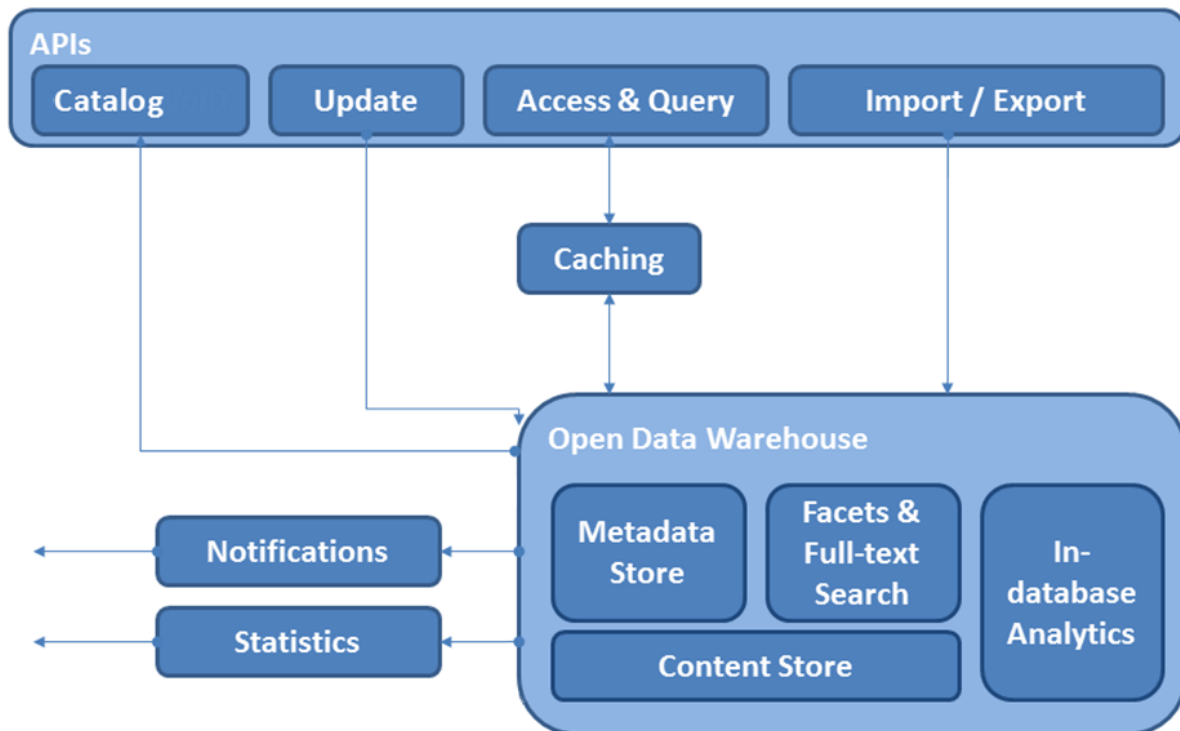 APIs
Catalog
Update
Access & Query
Import / Export
Caching
Open Data Warehouse
Metadata
Store
Facets &
Full-text
Search
In-
database
Analytics
Content Store
Notifications
Statistics